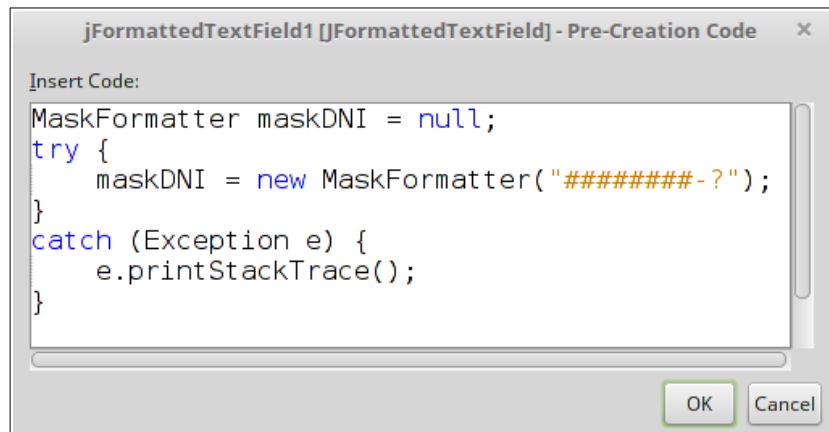 jFormattedTextField1 [JFormattedTextField] - Pre-Creation Code ×
Insert Code:
MaskFormatter maskDNI = null;
try {
    maskDNI = new MaskFormatter("########-?");
}
catch (Exception e) {
    e.printStackTrace();
}
OK Cancel